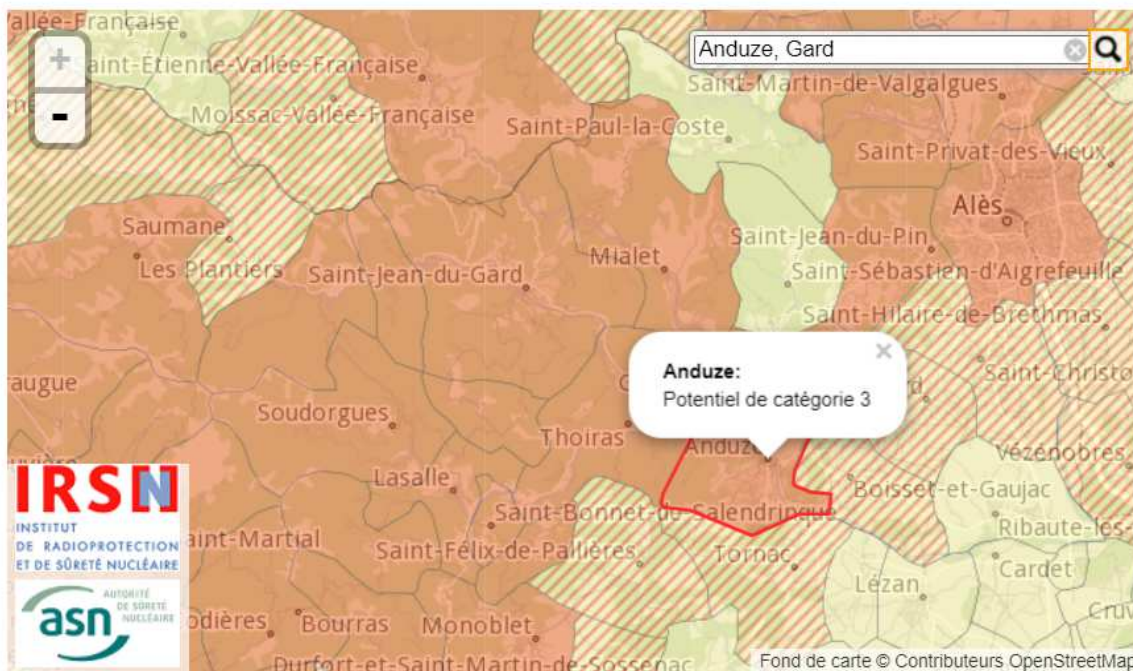 Vallée-Française
+
-
Anduze, Gard
Saint-Étienne-Vallée-Française
Moissac-Vallée-Française
Saint-Martin-de-Valgalgues
Saint-Paul-la-Coste
Saint-Privat-des-Vieux
Alès
Saumane
Les Plantiers
Saint-Jean-du-Gard
Mialet
Saint-Jean-du-Pin
Saint-Sébastien-d'Aigrefeuille
Saint-Hilaire-de-Brethmas
Anduze:
Potentiel de catégorie 3
raugue
Soudorgues
Thoiras
Anduze
Saint-Christo
Vézénobres
Lasalle
Boisset-et-Gaujac
Saint-Bonnet-de-Salendrinque
Ribaute-les-
aint-Martial
Saint-Félix-de-Pallières
Tornac
Cardet
Lézan
Cruv
odières
Bourras
Monoblet
Durfort-et-Saint-Martin-de-Sossenac
IRSN
INSTITUT
DE RADIOPROTECTION
ET DE SÛRETÉ NUCLÉAIRE
asn
AUTORITÉ
DE SÛRETÉ
NUCLÉAIRE
Fond de carte © Contributeurs OpenStreetMap